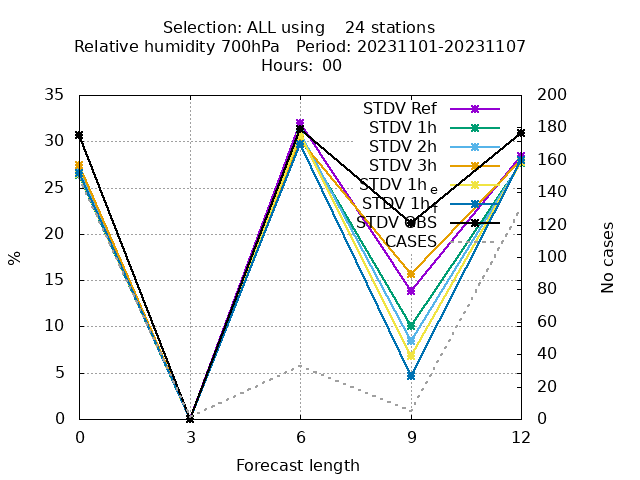 Selection: ALL using    24 stations
Relative humidity 700hPa   Period: 20231101-20231107
Hours: 00
35
30
25
20
15
10
5
0
%
200
180
160
140
120
100
80
60
40
20
0
No cases
STDV Ref
STDV 1h
STDV 2h
STDV 3h
STDV 1h e
STDV 1h f
STDV OBS
CASES
0 3 6 9 12
Forecast length